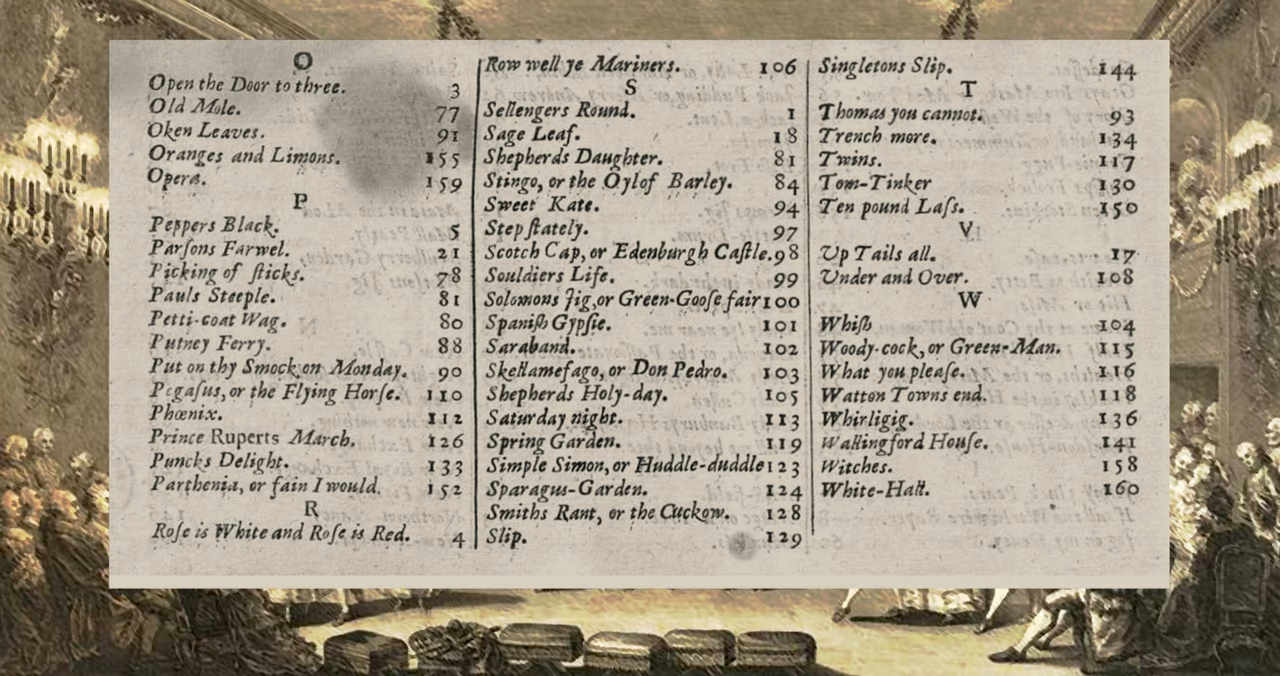 O
Open the Door to three. 3
Old Mole. 77
Oken Leaves. 91
Oranges and Limons. 155
Opera. 159
P
Peppers Black. 5
Parſons Farwel. 21
Picking of ſticks. 78
Pauls Steeple. 81
Petti-coat Wag. 80
Putney Ferry. 88
Put on thy Smock on Monday. 90
Pegaſus, or the Flying Horſe. 110
Phœnix. 112
Prince Ruperts March. 126
Puncks Delight. 133
Parthenia, or fain I would. 152
R
Roſe is White and Roſe is Red. 4
Row well ye Mariners. 106
S
Sellengers Round. 1
Sage Leaf. 18
Shepherds Daughter. 81
Stingo, or the Oyl of Barley. 84
Sweet Kate. 94
Step ſtately. 97
Scotch Cap, or Edenburgh Caſtle. 98
Souldiers Life. 99
Solomons Jig, or Green-Gooſe fair 100
Spaniſh Gypſie. 101
Saraband. 102
Skellamefago, or Don Pedro. 103
Shepherds Holy-day. 105
Saturday night. 113
Spring Garden. 119
Simple Simon, or Huddle-duddle 123
Sparagus-Garden. 124
Smiths Rant, or the Cuckow. 128
Slip. 129
Singletons Slip. 144
T
Thomas you cannot. 93
Trench more. 134
Twins. 117
Tom-Tinker 130
Ten pound Laſs. 150
V
Up Tails all. 17
Under and Over. 108
W
Whiſh 104
Woody-cock, or Green-Man. 115
What you pleaſe. 116
Watton Towns end. 118
Whirligig. 136
Wallingford Houſe. 141
Witches. 158
White-Hall. 160